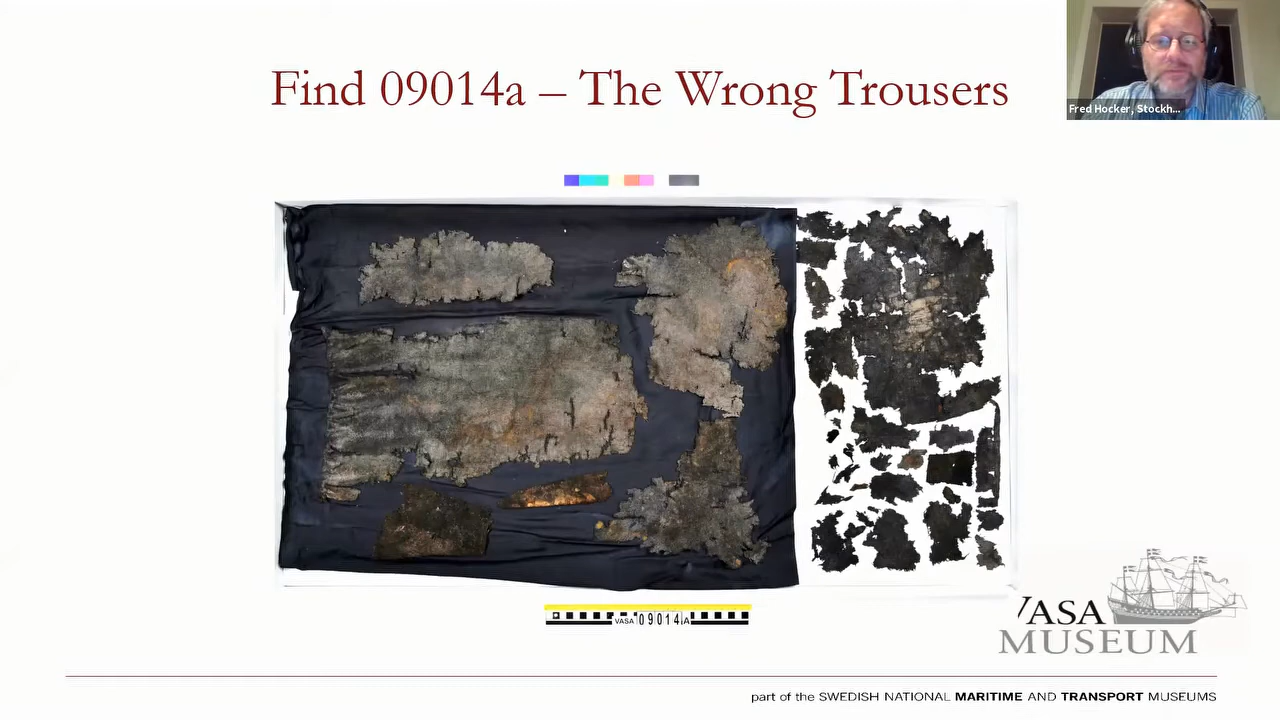 Find 09014a – The Wrong Trousers
Fred Hocker, Stockh...
VASA 09014A
VASA
MUSEUM
part of the SWEDISH NATIONAL MARITIME AND TRANSPORT MUSEUMS